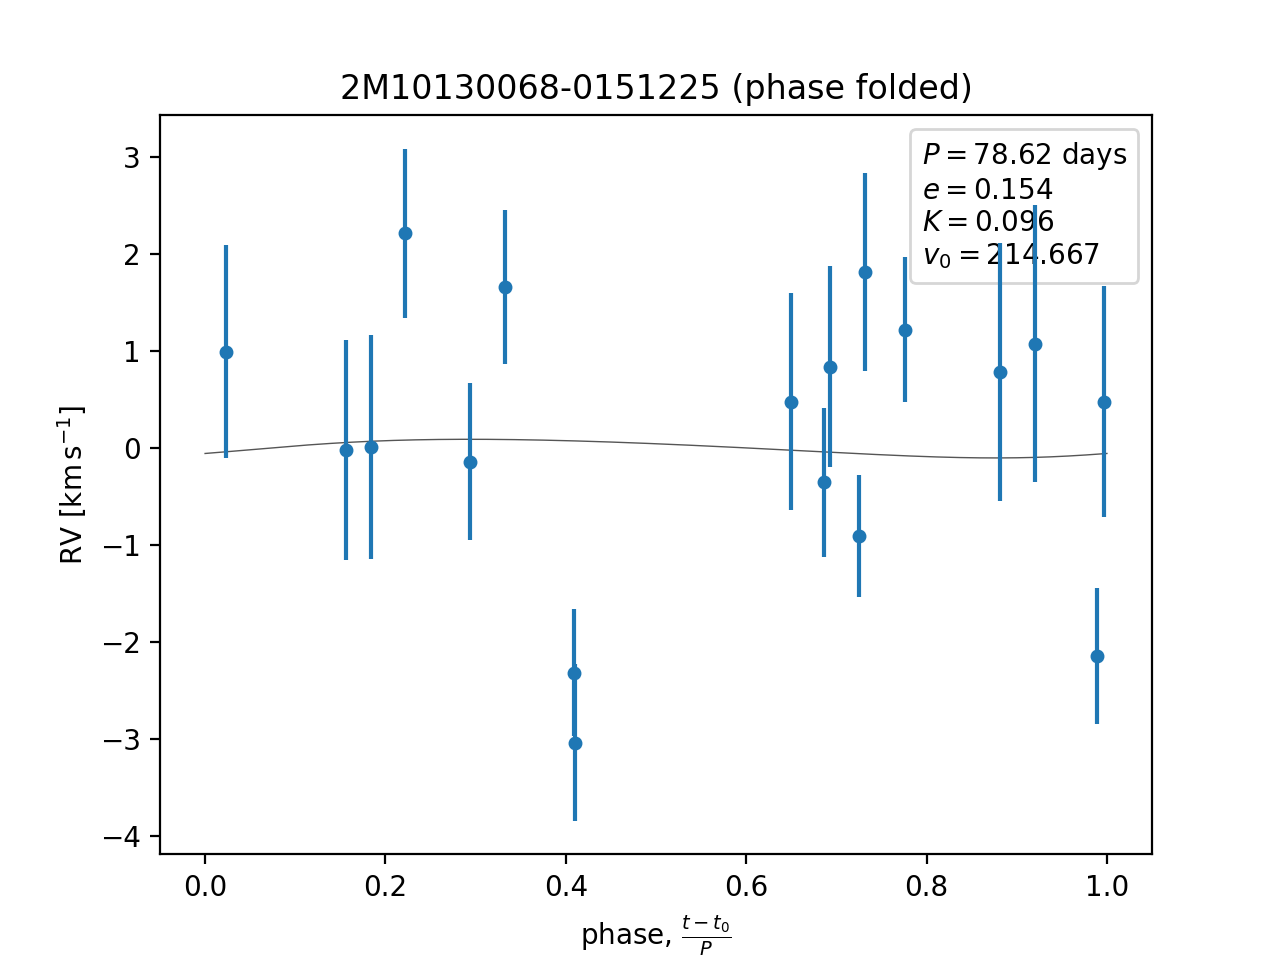 2M10130068-0151225 (phase folded)
P = 78.62 days
e = 0.154
K = 0.096
v₀ = 214.667
3
2
1
0
−1
−2
−3
−4
RV [km s⁻¹]
0.0 0.2 0.4 0.6 0.8 1.0
phase, (t − t₀)/P